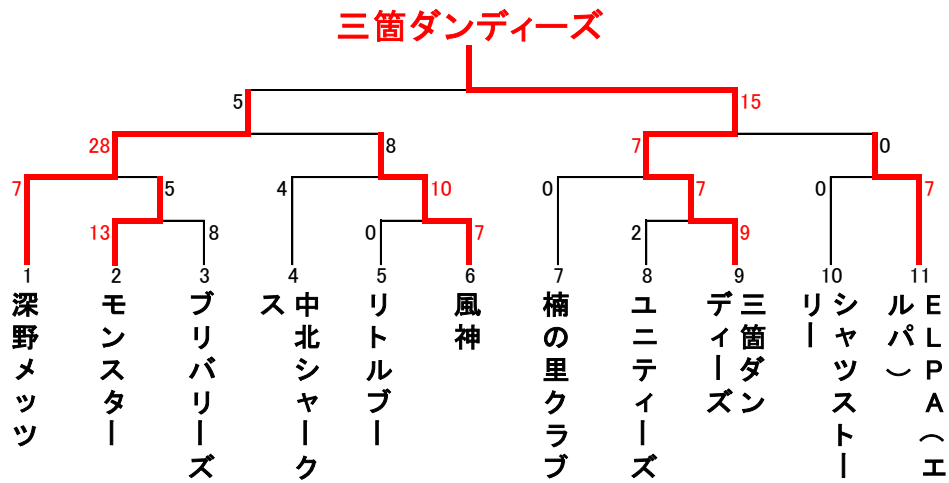 三箇ダンディーズ
5
15
28
8
7
0
7
5
4
10
0
7
0
7
13
8
0
7
2
9
1
2
3
4
5
6
7
8
9
10
11
深野メッツ
モンスター
ブリバリーズ
中北シャークス
リトルブー
風神
楠の里クラブ
ユニティーズ
三箇ダンディーズ
シャツストーリー
ELPA(エルパ)